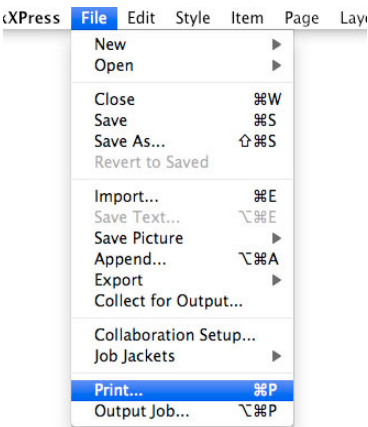 XPress File Edit Style Item Page Lay
New
Open
Close ⌘W
Save ⌘S
Save As... ⇧⌘S
Revert to Saved
Import... ⌘E
Save Text... ⌥⌘E
Save Picture
Append... ⌥⌘A
Export
Collect for Output...
Collaboration Setup...
Job Jackets
Print... ⌘P
Output Job... ⌥⌘P